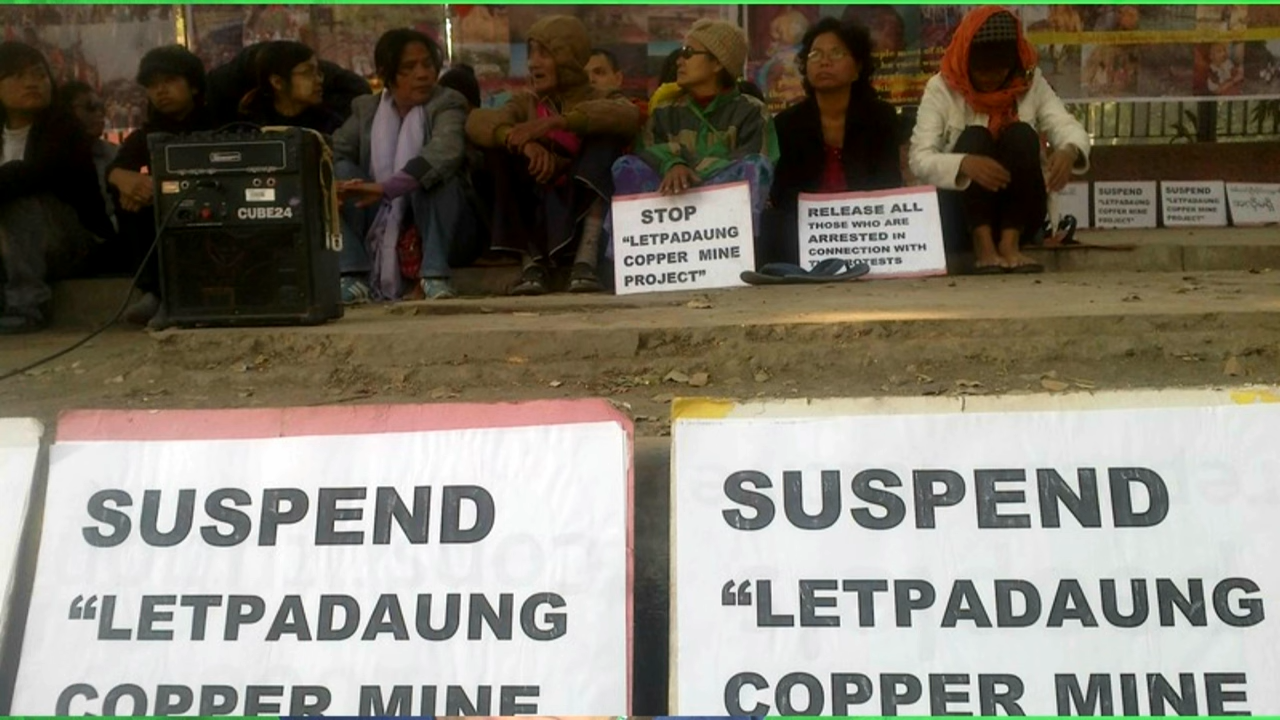 CUBE24
STOP
“LETPADAUNG
COPPER MINE
PROJECT”
RELEASE ALL
THOSE WHO ARE
ARRESTED IN
CONNECTION WITH
SUSPEND
"LETPADAUNG
COPPER MINE
PROJECT"
SUSPEND
"LETPADAUNG
COPPER MINE
PROJECT"
SUSPEND
“LETPADAUNG
COPPER MINE
SUSPEND
“LETPADAUNG
COPPER MINE